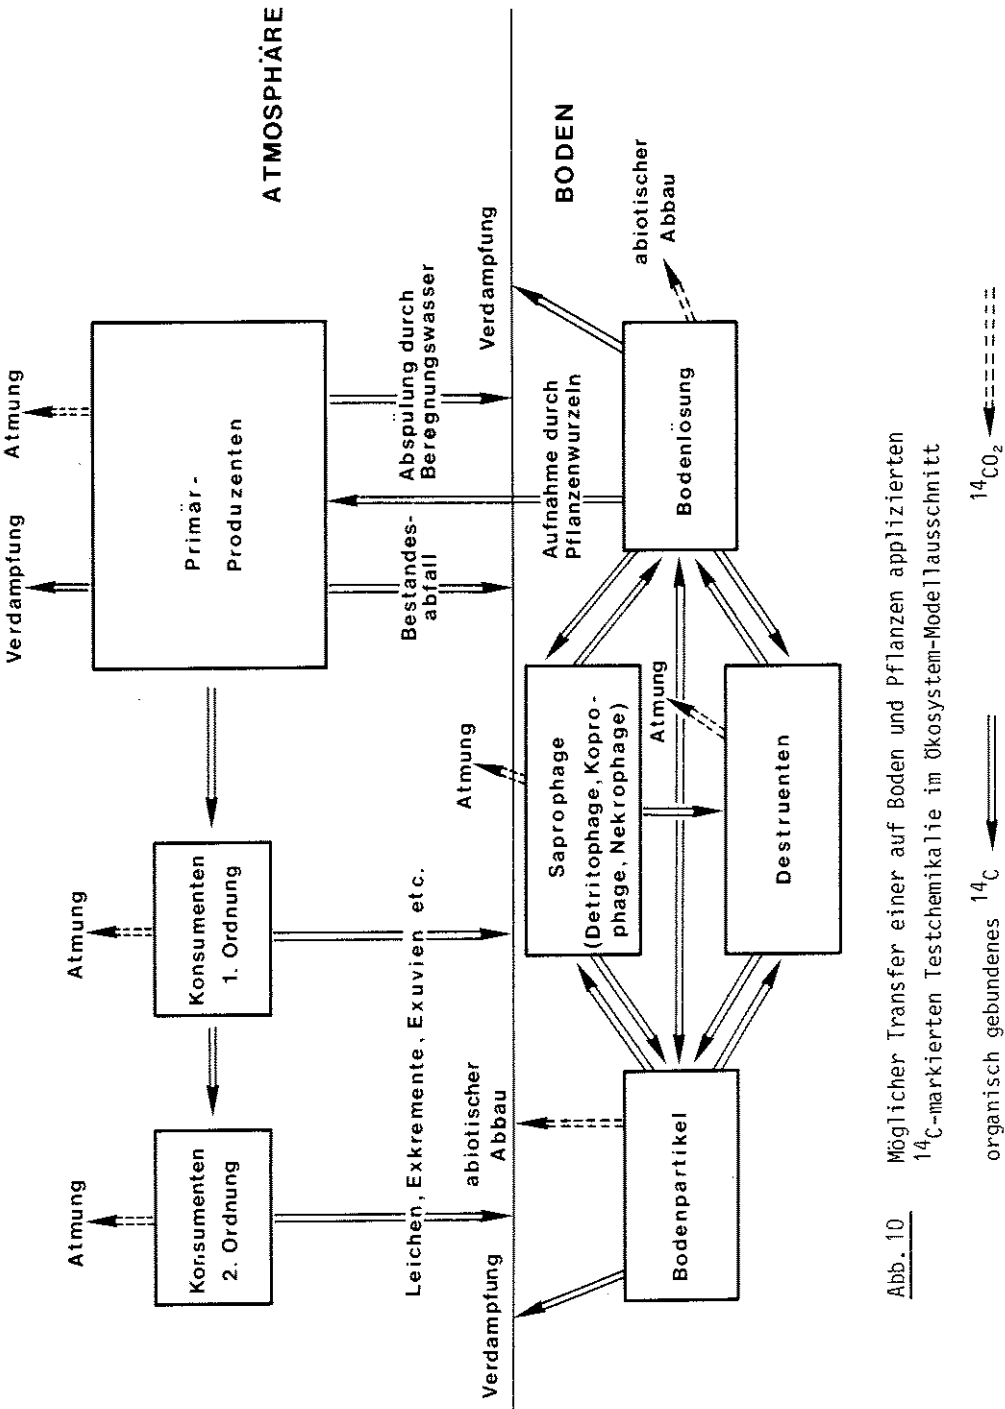 ATMOSPHÄRE
Verdampfung
Atmung
Atmung
Atmung
Primär-
Produzenten
Konsumenten
1. Ordnung
Konsumenten
2. Ordnung
Bestandes-
abfall
Abspülung durch
Beregnungswasser
Leichen, Exkremente, Exuvien etc.
Atmung
abiotischer
Abbau
Verdampfung
Verdampfung
BODEN
Aufnahme durch
Pflanzenwurzeln
abiotischer
Abbau
Bodenpartikel
Saprophage
(Detritophage, Kopro-
phage, Nekrophage)
Atmung
Bodenlösung
Destruenten
Abb. 10 Möglicher Transfer einer auf Boden und Pflanzen applizierten
¹⁴C-markierten Testchemikalie im Ökosystem-Modellausschnitt
organisch gebundenes ¹⁴C
¹⁴CO₂